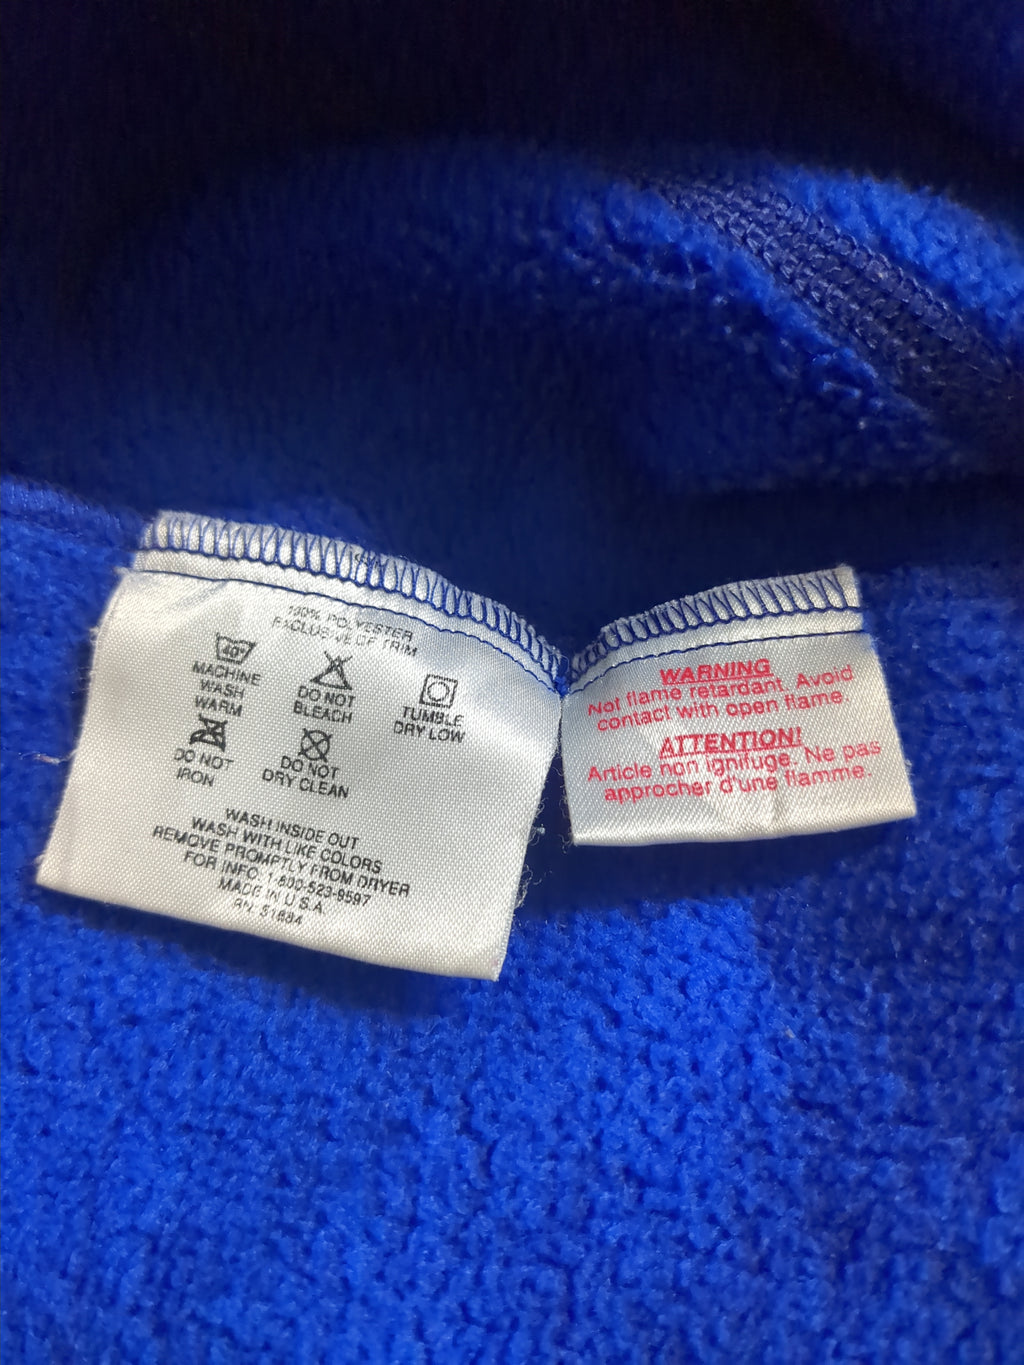 100% POLYESTER
EXCLUSIVE OF TRIM
40°
MACHINE
WASH
WARM
DO NOT
BLEACH
TUMBLE
DRY LOW
DO NOT
IRON
DO NOT
DRY CLEAN
WASH INSIDE OUT
WASH WITH LIKE COLORS
REMOVE PROMPTLY FROM DRYER
FOR INFO: 1-800-523-9597
MADE IN U.S.A.
RN. 51884
WARNING
Not flame retardant. Avoid
contact with open flame.
ATTENTION!
Article non ignifuge. Ne pas
approcher d'une flamme.